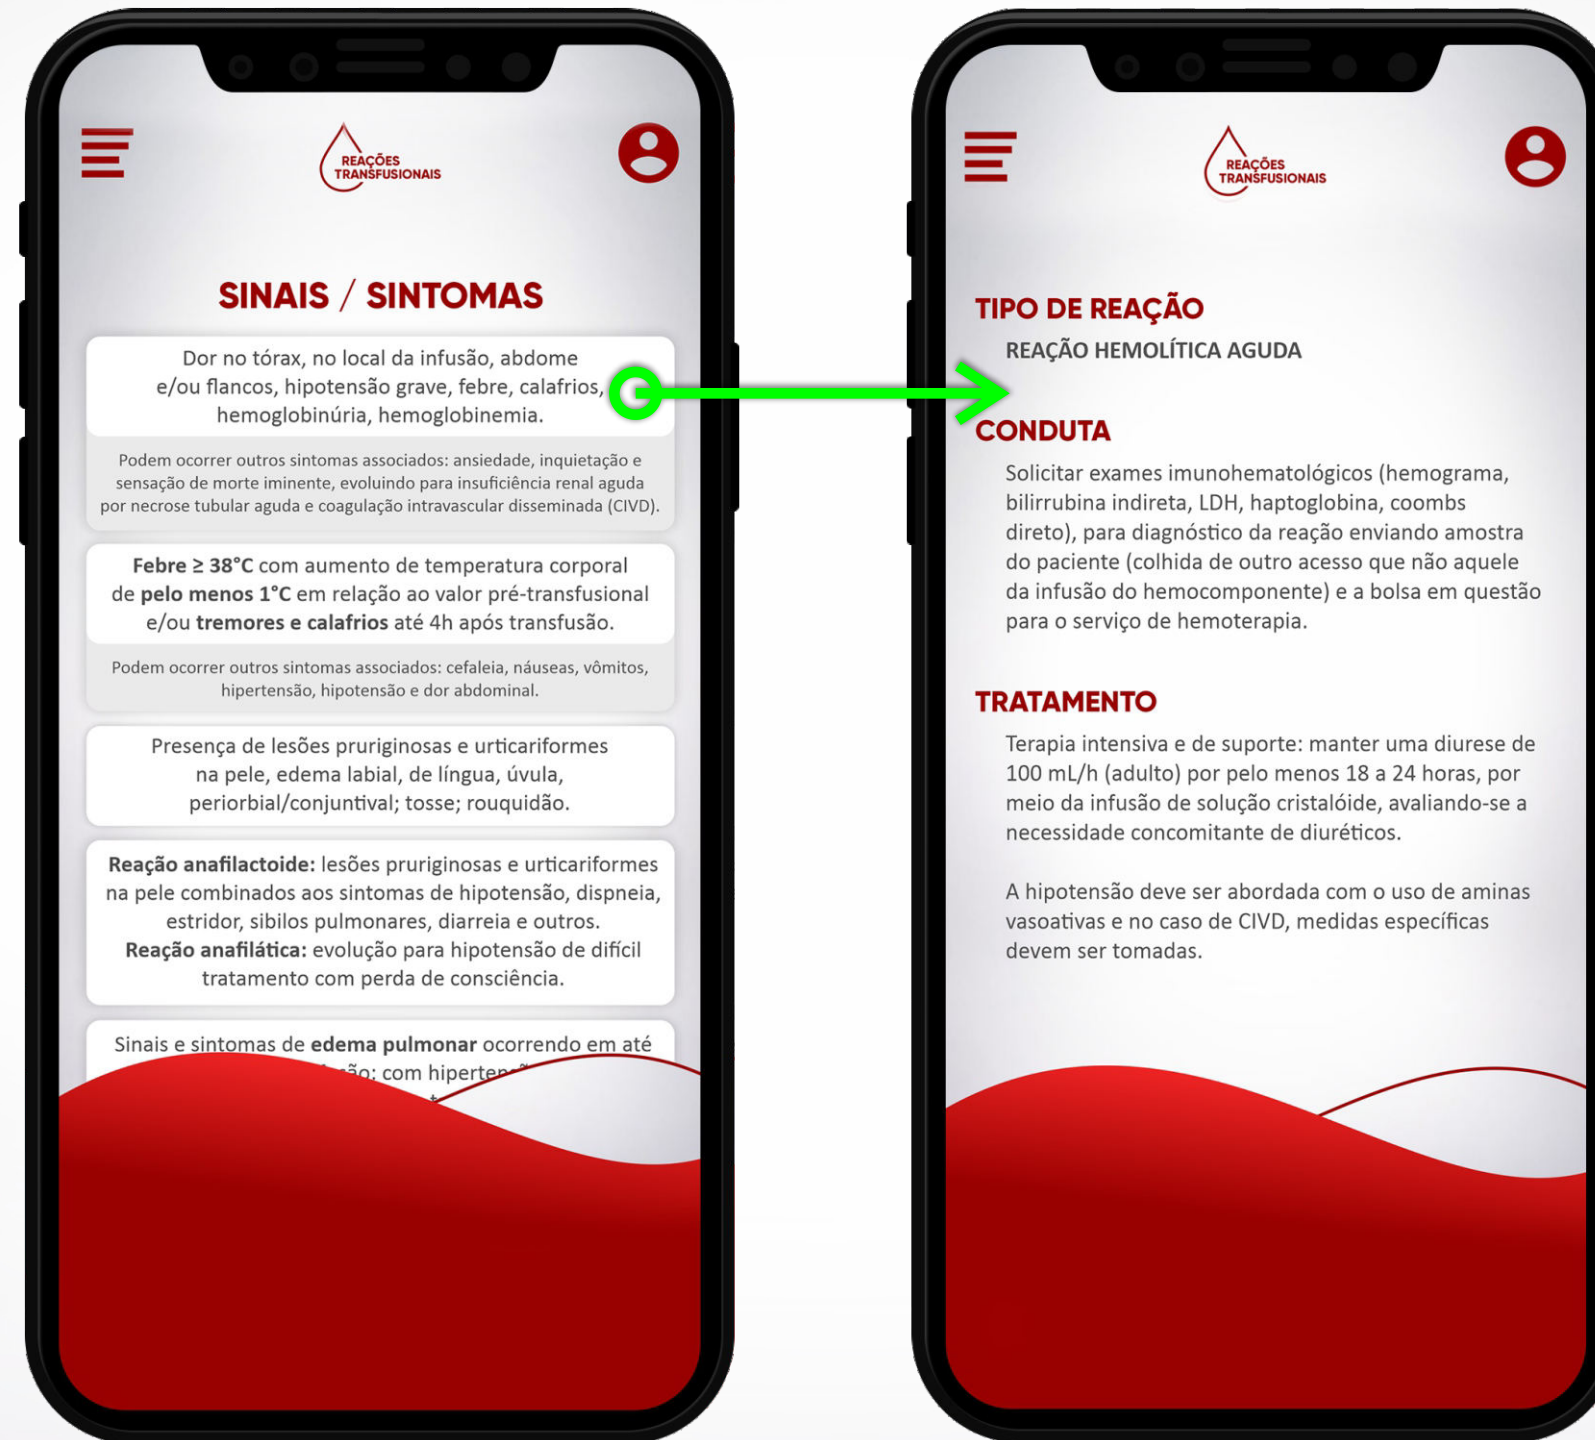 REAÇÕES
TRANSFUSIONAIS
SINAIS / SINTOMAS
Dor no tórax, no local da infusão, abdome
e/ou flancos, hipotensão grave, febre, calafrios,
hemoglobinúria, hemoglobinemia.
Podem ocorrer outros sintomas associados: ansiedade, inquietação e
sensação de morte iminente, evoluindo para insuficiência renal aguda
por necrose tubular aguda e coagulação intravascular disseminada (CIVD).
Febre ≥ 38°C com aumento de temperatura corporal
de pelo menos 1°C em relação ao valor pré-transfusional
e/ou tremores e calafrios até 4h após transfusão.
Podem ocorrer outros sintomas associados: cefaleia, náuseas, vômitos,
hipertensão, hipotensão e dor abdominal.
Presença de lesões pruriginosas e urticariformes
na pele, edema labial, de língua, úvula,
periorbial/conjuntival; tosse; rouquidão.
Reação anafilactoide: lesões pruriginosas e urticariformes
na pele combinados aos sintomas de hipotensão, dispneia,
estridor, sibilos pulmonares, diarreia e outros.
Reação anafilática: evolução para hipotensão de difícil
tratamento com perda de consciência.
Sinais e sintomas de edema pulmonar ocorrendo em até
com
REAÇÕES
TRANSFUSIONAIS
TIPO DE REAÇÃO
REAÇÃO HEMOLÍTICA AGUDA
CONDUTA
Solicitar exames imunohematológicos (hemograma,
bilirrubina indireta, LDH, haptoglobina, coombs
direto), para diagnóstico da reação enviando amostra
do paciente (colhida de outro acesso que não aquele
da infusão do hemocomponente) e a bolsa em questão
para o serviço de hemoterapia.
TRATAMENTO
Terapia intensiva e de suporte: manter uma diurese de
100 mL/h (adulto) por pelo menos 18 a 24 horas, por
meio da infusão de solução cristalóide, avaliando-se a
necessidade concomitante de diuréticos.
A hipotensão deve ser abordada com o uso de aminas
vasoativas e no caso de CIVD, medidas específicas
devem ser tomadas.